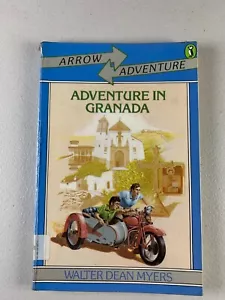 ARROW
ADVENTURE
ADVENTURE IN
GRANADA
WALTER DEAN MYERS